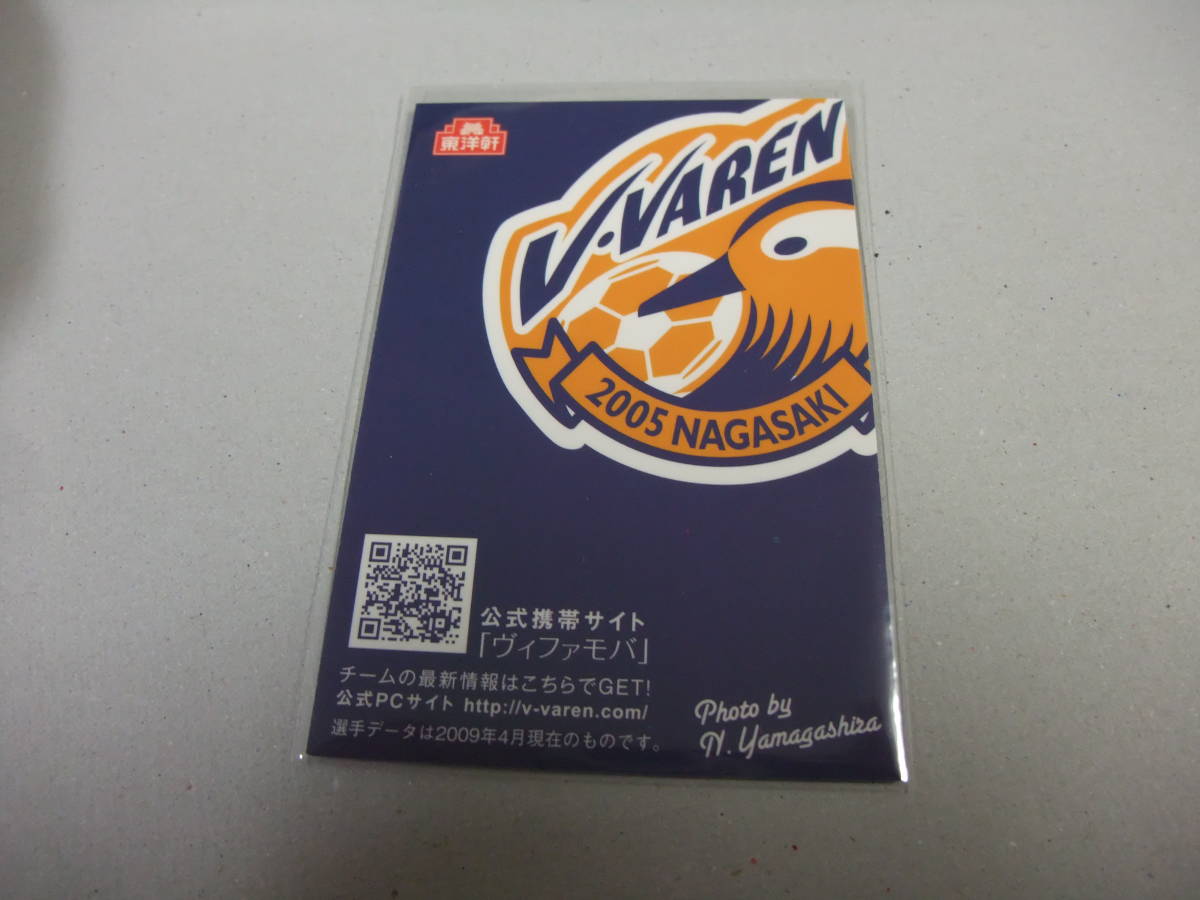 東洋軒
V·VAREN
2005 NAGASAKI
公式携帯サイト
「ヴィファモバ」
チームの最新情報はこちらでGET!
公式PCサイト http://v-varen.com/
選手データは2009年4月現在のものです。
Photo by
N. Yamagashira